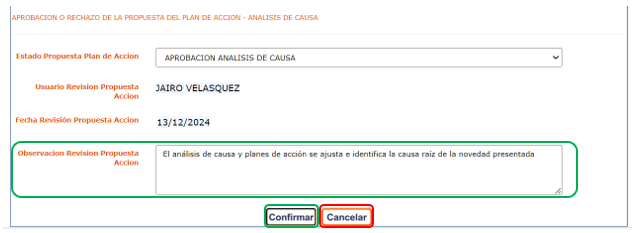 APROBACION O RECHAZO DE LA PROPUESTA DEL PLAN DE ACCION - ANALISIS DE CAUSA
Estado Propuesta Plan de Accion
APROBACION ANALISIS DE CAUSA
Usuario Revision Propuesta
Accion
JAIRO VELASQUEZ
Fecha Revisión Propuesta Accion
13/12/2024
Observacion Revision Propuesta
Accion
El análisis de causa y planes de acción se ajusta e identifica la causa raíz de la novedad presentada
Confirmar Cancelar